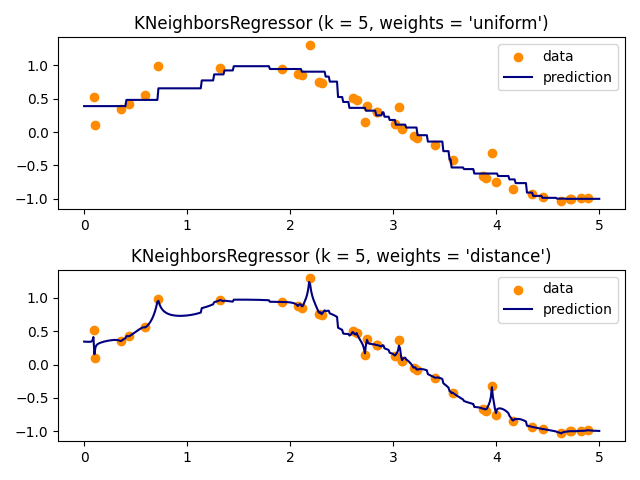 KNeighborsRegressor (k = 5, weights = 'uniform')
1.0
0.5
0.0
−0.5
−1.0
data
prediction
0 1 2 3 4 5
KNeighborsRegressor (k = 5, weights = 'distance')
1.0
0.5
0.0
−0.5
−1.0
data
prediction
0 1 2 3 4 5